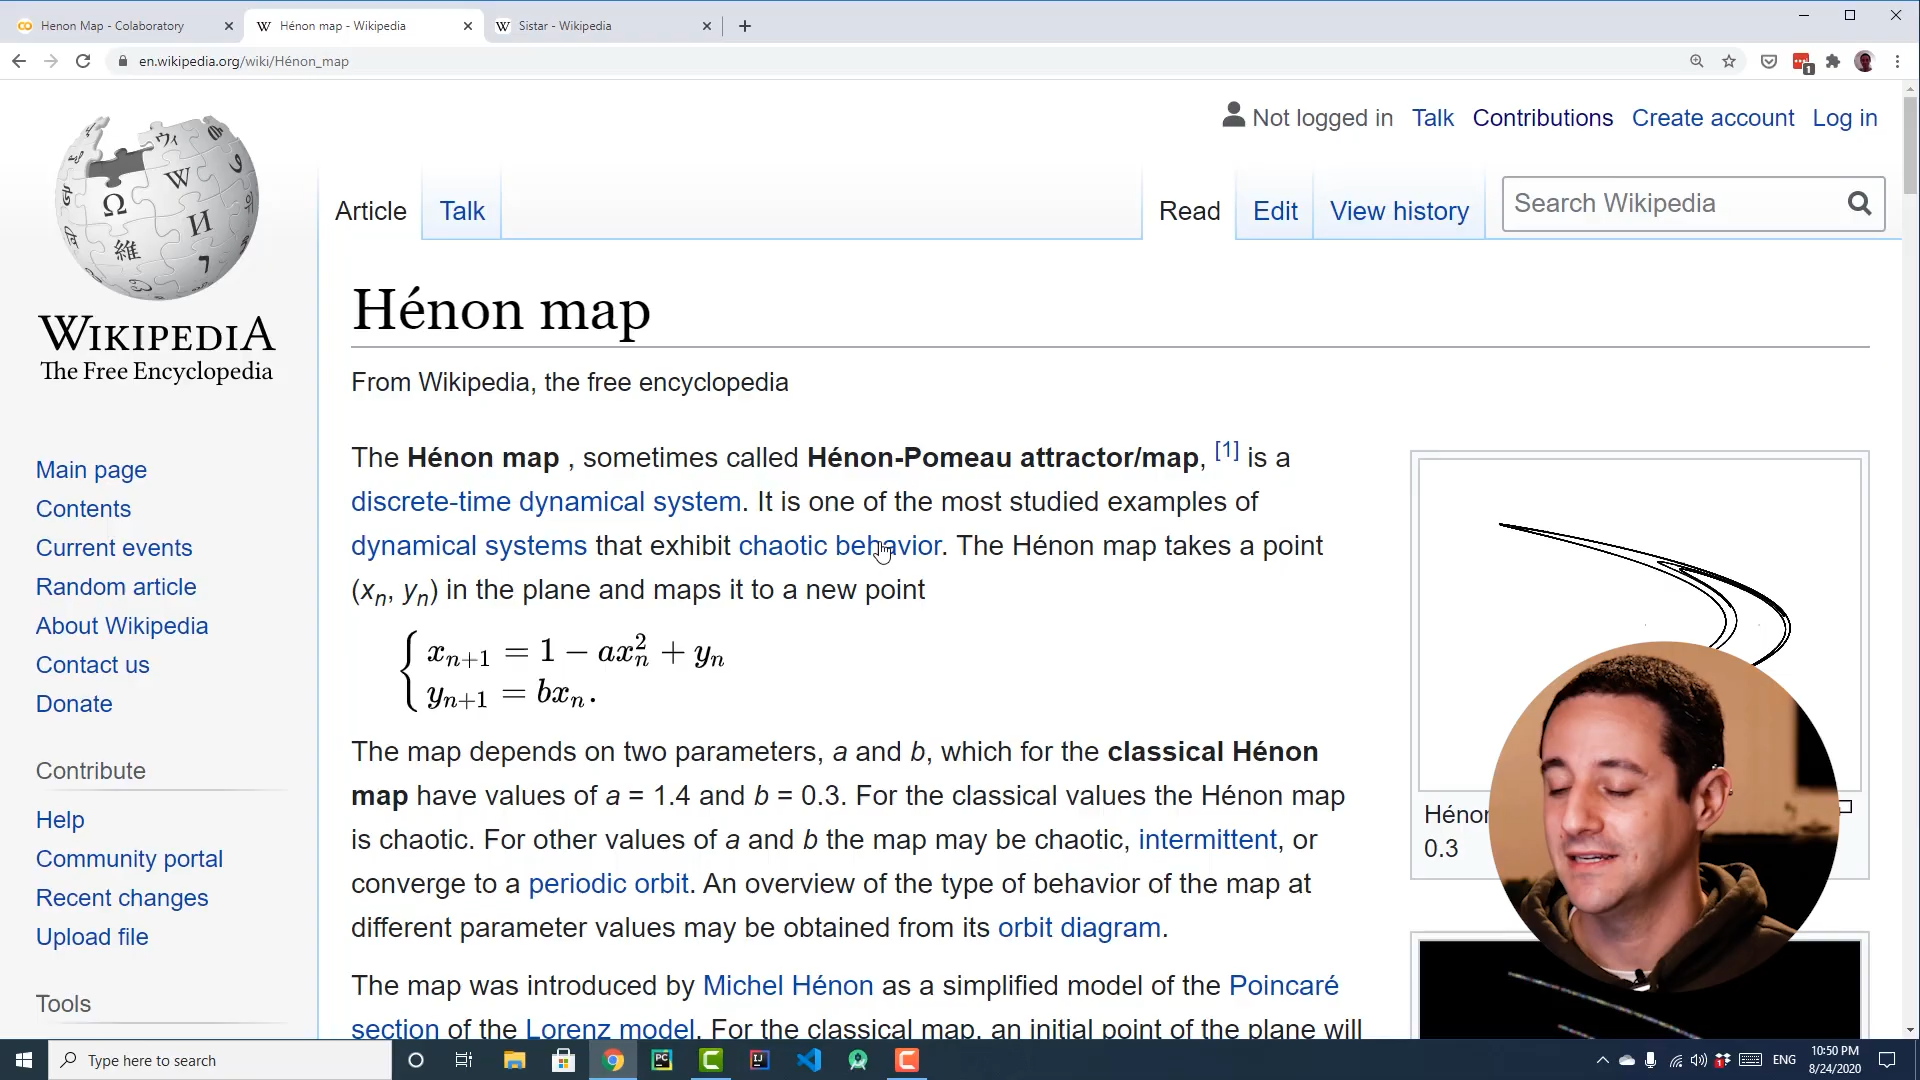 Henon Map - Colaboratory
Hénon map - Wikipedia
Sistar - Wikipedia
en.wikipedia.org/wiki/Hénon_map
1
Not logged in Talk Contributions Create account Log in
Article Talk Read Edit View history Search Wikipedia
WIKIPEDIA
The Free Encyclopedia
Main page
Contents
Current events
Random article
About Wikipedia
Contact us
Donate
Contribute
Help
Community portal
Recent changes
Upload file
Tools
Hénon map
From Wikipedia, the free encyclopedia
The Hénon map , sometimes called Hénon-Pomeau attractor/map, [1] is a
discrete-time dynamical system. It is one of the most studied examples of
dynamical systems that exhibit chaotic behavior. The Hénon map takes a point
(xn, yn) in the plane and maps it to a new point
xn+1 = 1 − axn² + yn
yn+1 = bxn.
The map depends on two parameters, a and b, which for the classical Hénon
map have values of a = 1.4 and b = 0.3. For the classical values the Hénon map
is chaotic. For other values of a and b the map may be chaotic, intermittent, or
converge to a periodic orbit. An overview of the type of behavior of the map at
different parameter values may be obtained from its orbit diagram.
The map was introduced by Michel Hénon as a simplified model of the Poincaré
section of the Lorenz model. For the classical map, an initial point of the plane will
0.3
Type here to search
PC
IJ
ENG
10:50 PM
8/24/2020